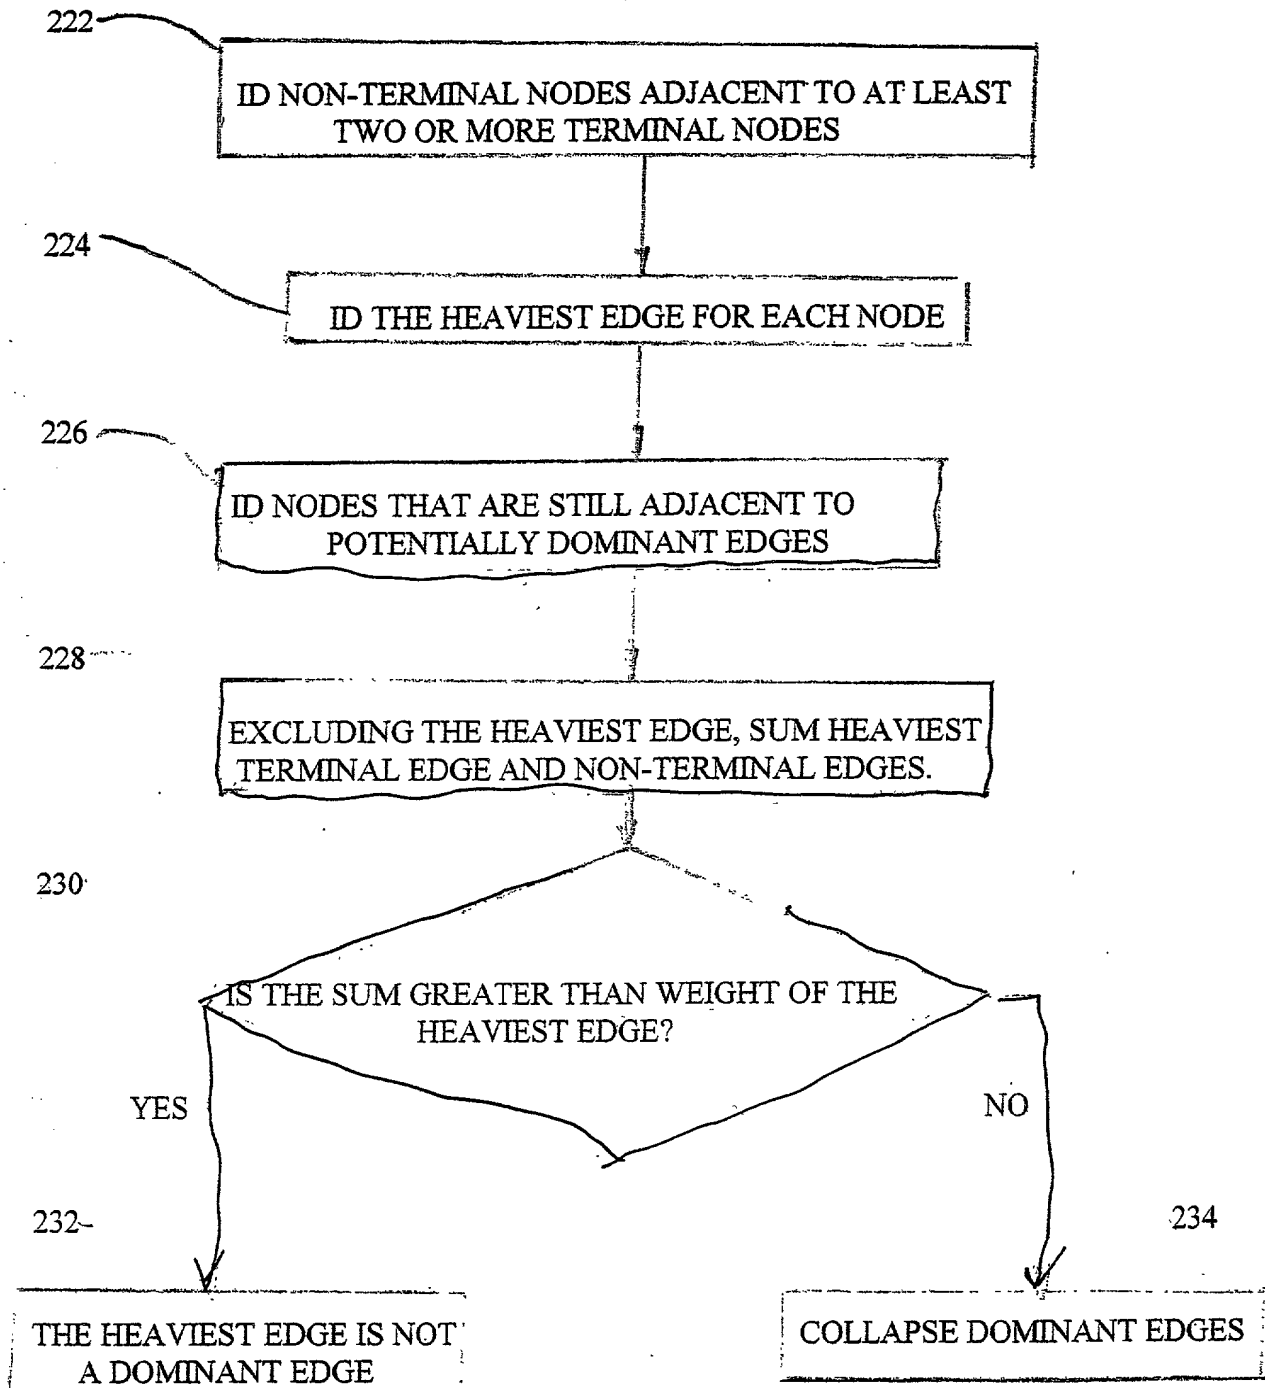 222
ID NON-TERMINAL NODES ADJACENT TO AT LEAST
TWO OR MORE TERMINAL NODES
224
ID THE HEAVIEST EDGE FOR EACH NODE
226
ID NODES THAT ARE STILL ADJACENT TO
POTENTIALLY DOMINANT EDGES
228
EXCLUDING THE HEAVIEST EDGE, SUM HEAVIEST
TERMINAL EDGE AND NON-TERMINAL EDGES.
230
IS THE SUM GREATER THAN WEIGHT OF THE
HEAVIEST EDGE?
YES
NO
232
234
THE HEAVIEST EDGE IS NOT
A DOMINANT EDGE
COLLAPSE DOMINANT EDGES